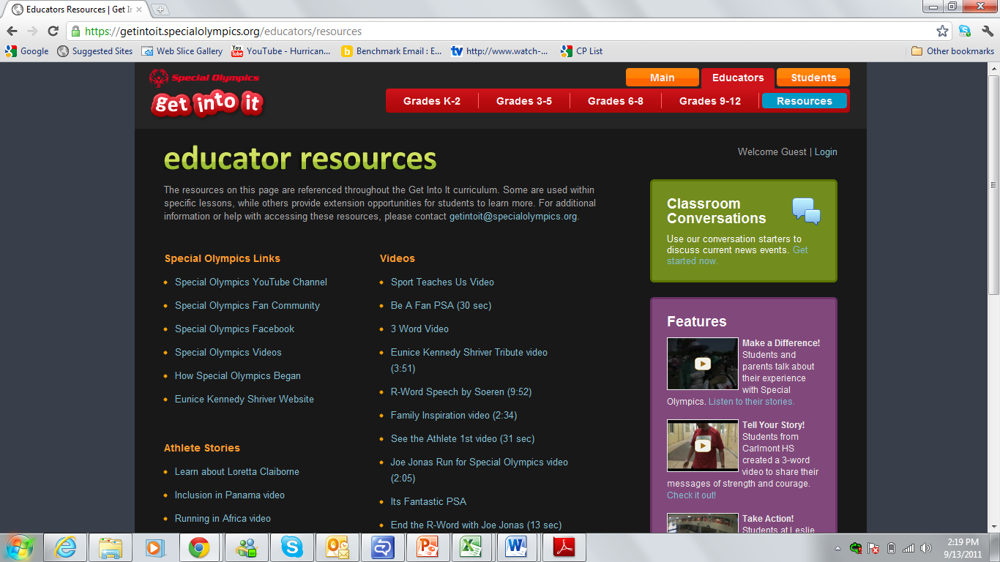 Educators Resources | Get In
https://getintoit.specialolympics.org/educators/resources
Google
Suggested Sites
Web Slice Gallery
YouTube - Hurrican...
Benchmark Email : E...
http://www.watch-...
CP List
Other bookmarks
Special Olympics
get into it
Main
Educators
Students
Grades K-2
Grades 3-5
Grades 6-8
Grades 9-12
Resources
educator resources
Welcome Guest | Login
The resources on this page are referenced throughout the Get Into It curriculum. Some are used within
specific lessons, while others provide extension opportunities for students to learn more. For additional
information or help with accessing these resources, please contact getintoit@specialolympics.org.
Special Olympics Links
Special Olympics YouTube Channel
Special Olympics Fan Community
Special Olympics Facebook
Special Olympics Videos
How Special Olympics Began
Eunice Kennedy Shriver Website
Athlete Stories
Learn about Loretta Claiborne
Inclusion in Panama video
Running in Africa video
Videos
Sport Teaches Us Video
Be A Fan PSA (30 sec)
3 Word Video
Eunice Kennedy Shriver Tribute video
(3:51)
R-Word Speech by Soeren (9:52)
Family Inspiration video (2:34)
See the Athlete 1st video (31 sec)
Joe Jonas Run for Special Olympics video
(2:05)
Its Fantastic PSA
End the R-Word with Joe Jonas (13 sec)
Classroom
Conversations
Use our conversation starters to
discuss current news events. Get
started now.
Features
Make a Difference!
Students and
parents talk about
their experience
with Special
Olympics. Listen to their stories.
Tell Your Story!
Students from
Carlmont HS
created a 3-word
video to share their
messages of strength and courage.
Check it out!
Take Action!
Students at Leslie
2:19 PM
9/13/2011